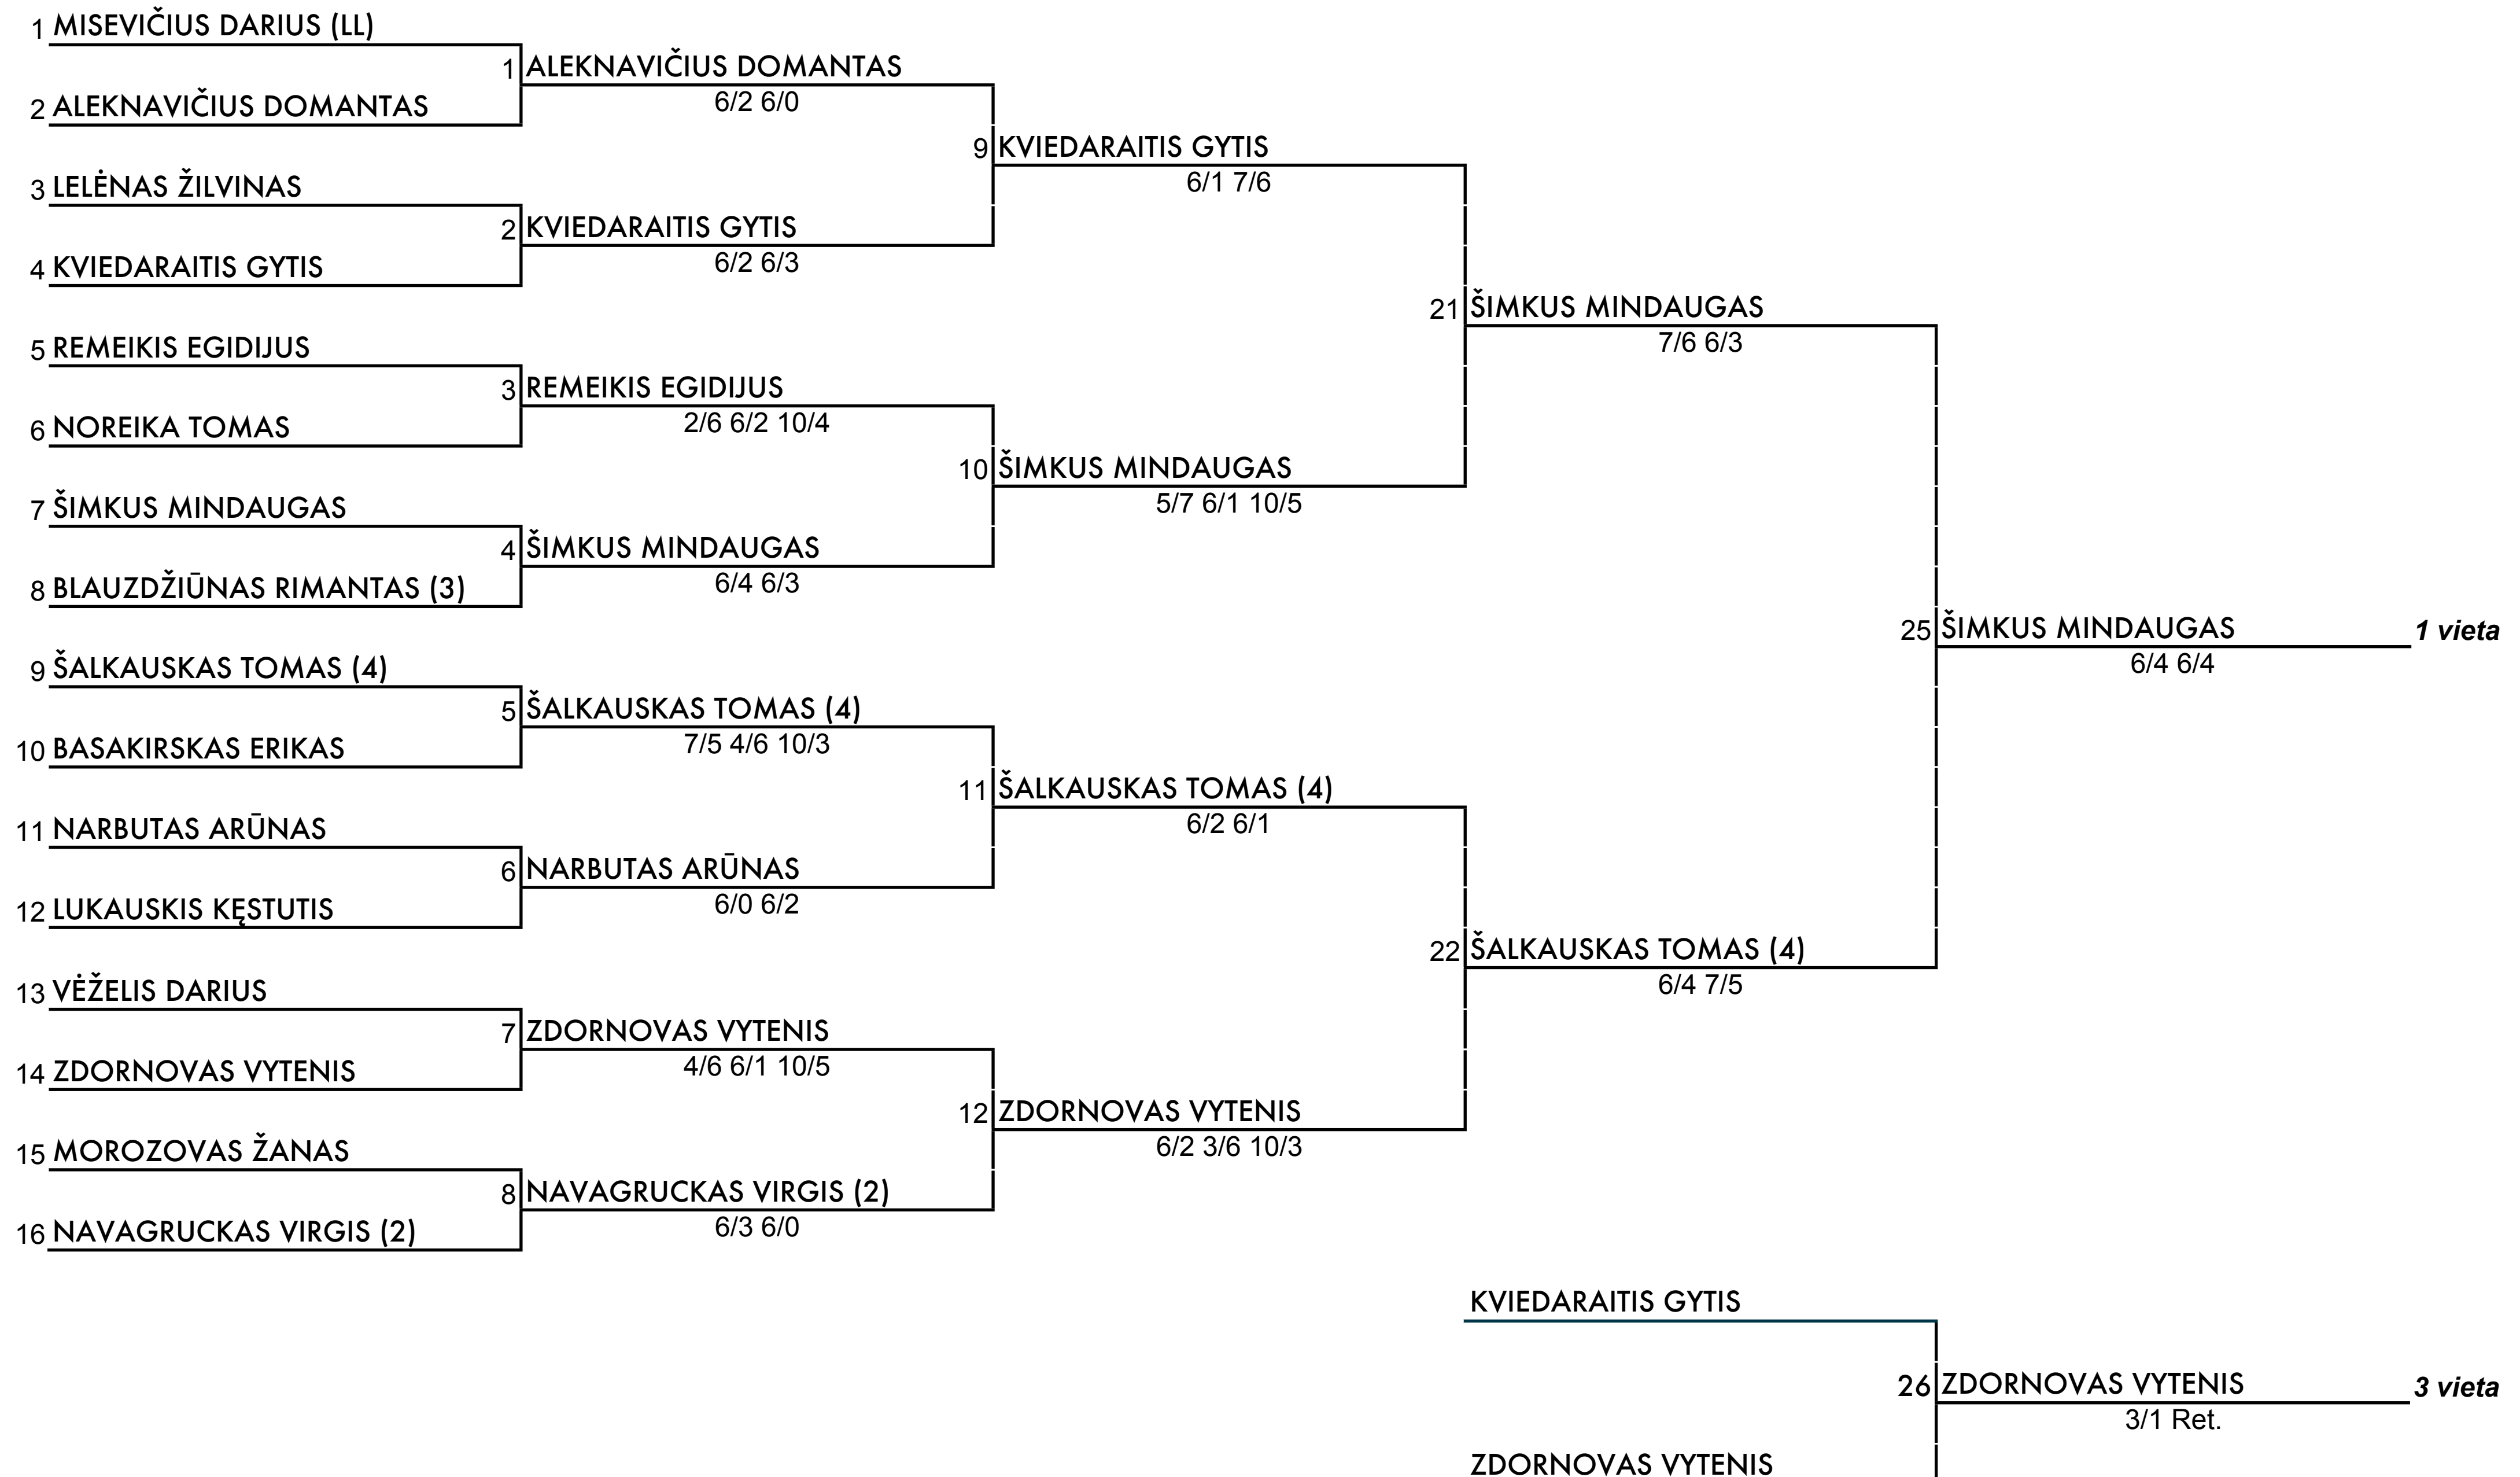 1 MISEVIČIUS DARIUS (LL)
1 ALEKNAVIČIUS DOMANTAS
6/2 6/0
2 ALEKNAVIČIUS DOMANTAS
9 KVIEDARAITIS GYTIS
6/1 7/6
3 LELĖNAS ŽILVINAS
2 KVIEDARAITIS GYTIS
6/2 6/3
4 KVIEDARAITIS GYTIS
21 ŠIMKUS MINDAUGAS
7/6 6/3
5 REMEIKIS EGIDIJUS
3 REMEIKIS EGIDIJUS
2/6 6/2 10/4
6 NOREIKA TOMAS
10 ŠIMKUS MINDAUGAS
5/7 6/1 10/5
7 ŠIMKUS MINDAUGAS
4 ŠIMKUS MINDAUGAS
6/4 6/3
8 BLAUZDŽIŪNAS RIMANTAS (3)
25 ŠIMKUS MINDAUGAS 1 vieta
6/4 6/4
9 ŠALKAUSKAS TOMAS (4)
5 ŠALKAUSKAS TOMAS (4)
7/5 4/6 10/3
10 BASAKIRSKAS ERIKAS
11 ŠALKAUSKAS TOMAS (4)
6/2 6/1
11 NARBUTAS ARŪNAS
6 NARBUTAS ARŪNAS
6/0 6/2
12 LUKAUSKIS KĘSTUTIS
22 ŠALKAUSKAS TOMAS (4)
6/4 7/5
13 VĖŽELIS DARIUS
7 ZDORNOVAS VYTENIS
4/6 6/1 10/5
14 ZDORNOVAS VYTENIS
12 ZDORNOVAS VYTENIS
6/2 3/6 10/3
15 MOROZOVAS ŽANAS
8 NAVAGRUCKAS VIRGIS (2)
6/3 6/0
16 NAVAGRUCKAS VIRGIS (2)
KVIEDARAITIS GYTIS
26 ZDORNOVAS VYTENIS 3 vieta
3/1 Ret.
ZDORNOVAS VYTENIS